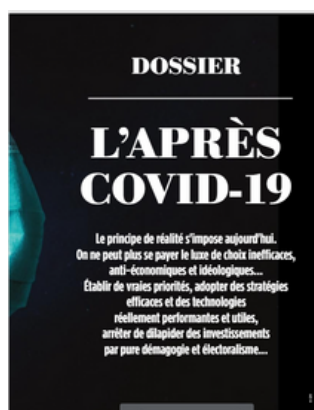 DOSSIER
L'APRÈS
COVID-19
Le principe de réalité s'impose aujourd'hui.
On ne peut plus se payer le luxe de choix inefficaces,
anti-économiques et idéologiques...
Établir de vraies priorités, adopter des stratégies
efficaces et des technologies
réellement performantes et utiles,
arrêter de dilapider des investissements
par pure démagogie et électoralisme...